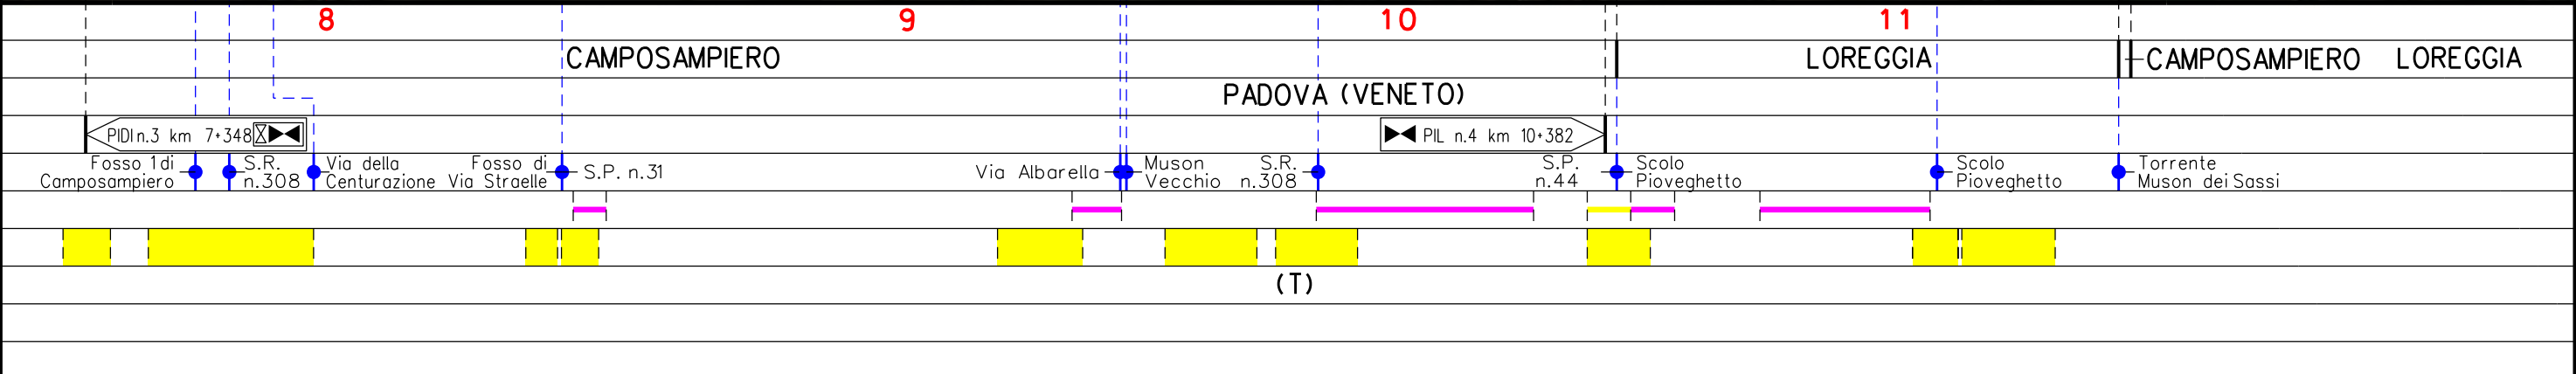 8 9 10 11
CAMPOSAMPIERO LOREGGIA CAMPOSAMPIERO LOREGGIA
PADOVA (VENETO)
PIDI n.3 km 7+348 PIL n.4 km 10+382
Fosso 1 di
Camposampiero
S.R.
n.308
Via della
Centurazione
Fosso di
Via Straelle
S.P. n.31
Via Albarella
Muson
Vecchio
S.R.
n.308
S.P.
n.44
Scolo
Pioveghetto
Scolo
Pioveghetto
Torrente
Muson dei Sassi
(T)